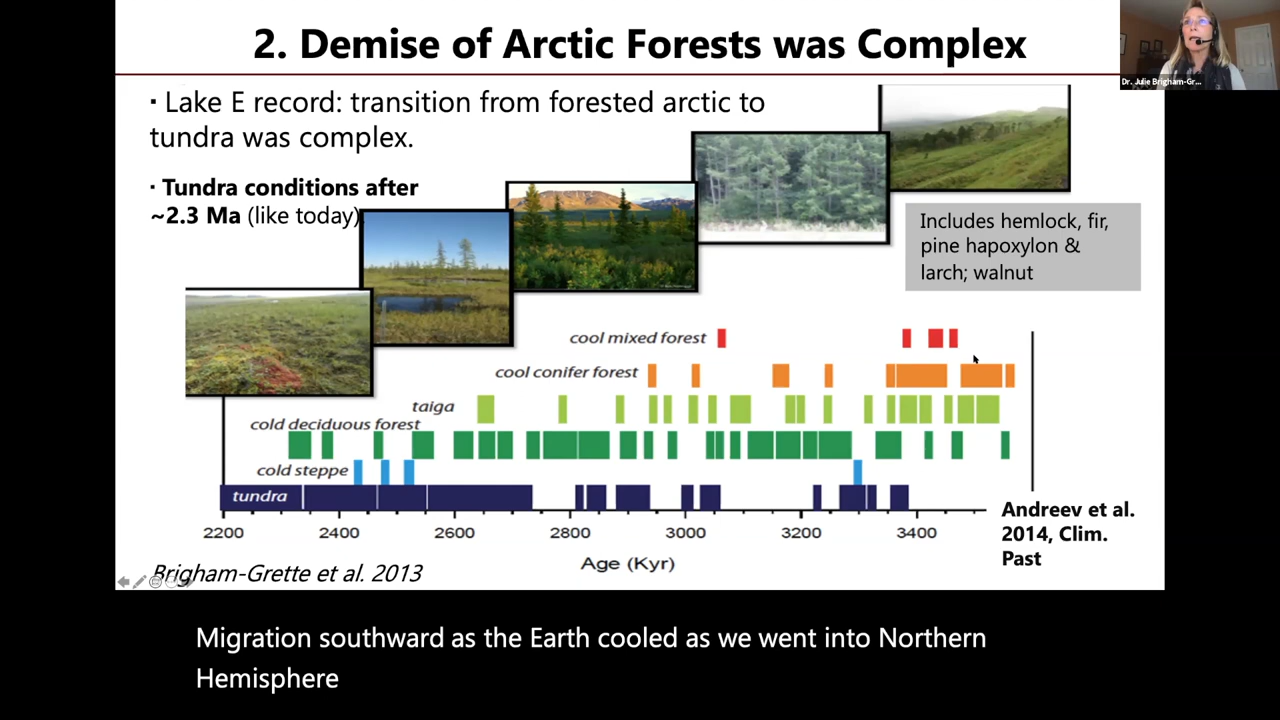 2. Demise of Arctic Forests was Complex
Dr. Julie Brigham-Gr...
· Lake E record: transition from forested arctic to
tundra was complex.
· Tundra conditions after
~2.3 Ma (like today)
Includes hemlock, fir,
pine hapoxylon &
larch; walnut
cool mixed forest
cool conifer forest
taiga
cold deciduous forest
cold steppe
tundra
2200 2400 2600 2800 3000 3200 3400
Age (Kyr)
Andreev et al.
2014, Clim.
Past
Brigham-Grette et al. 2013
Migration southward as the Earth cooled as we went into Northern
Hemisphere